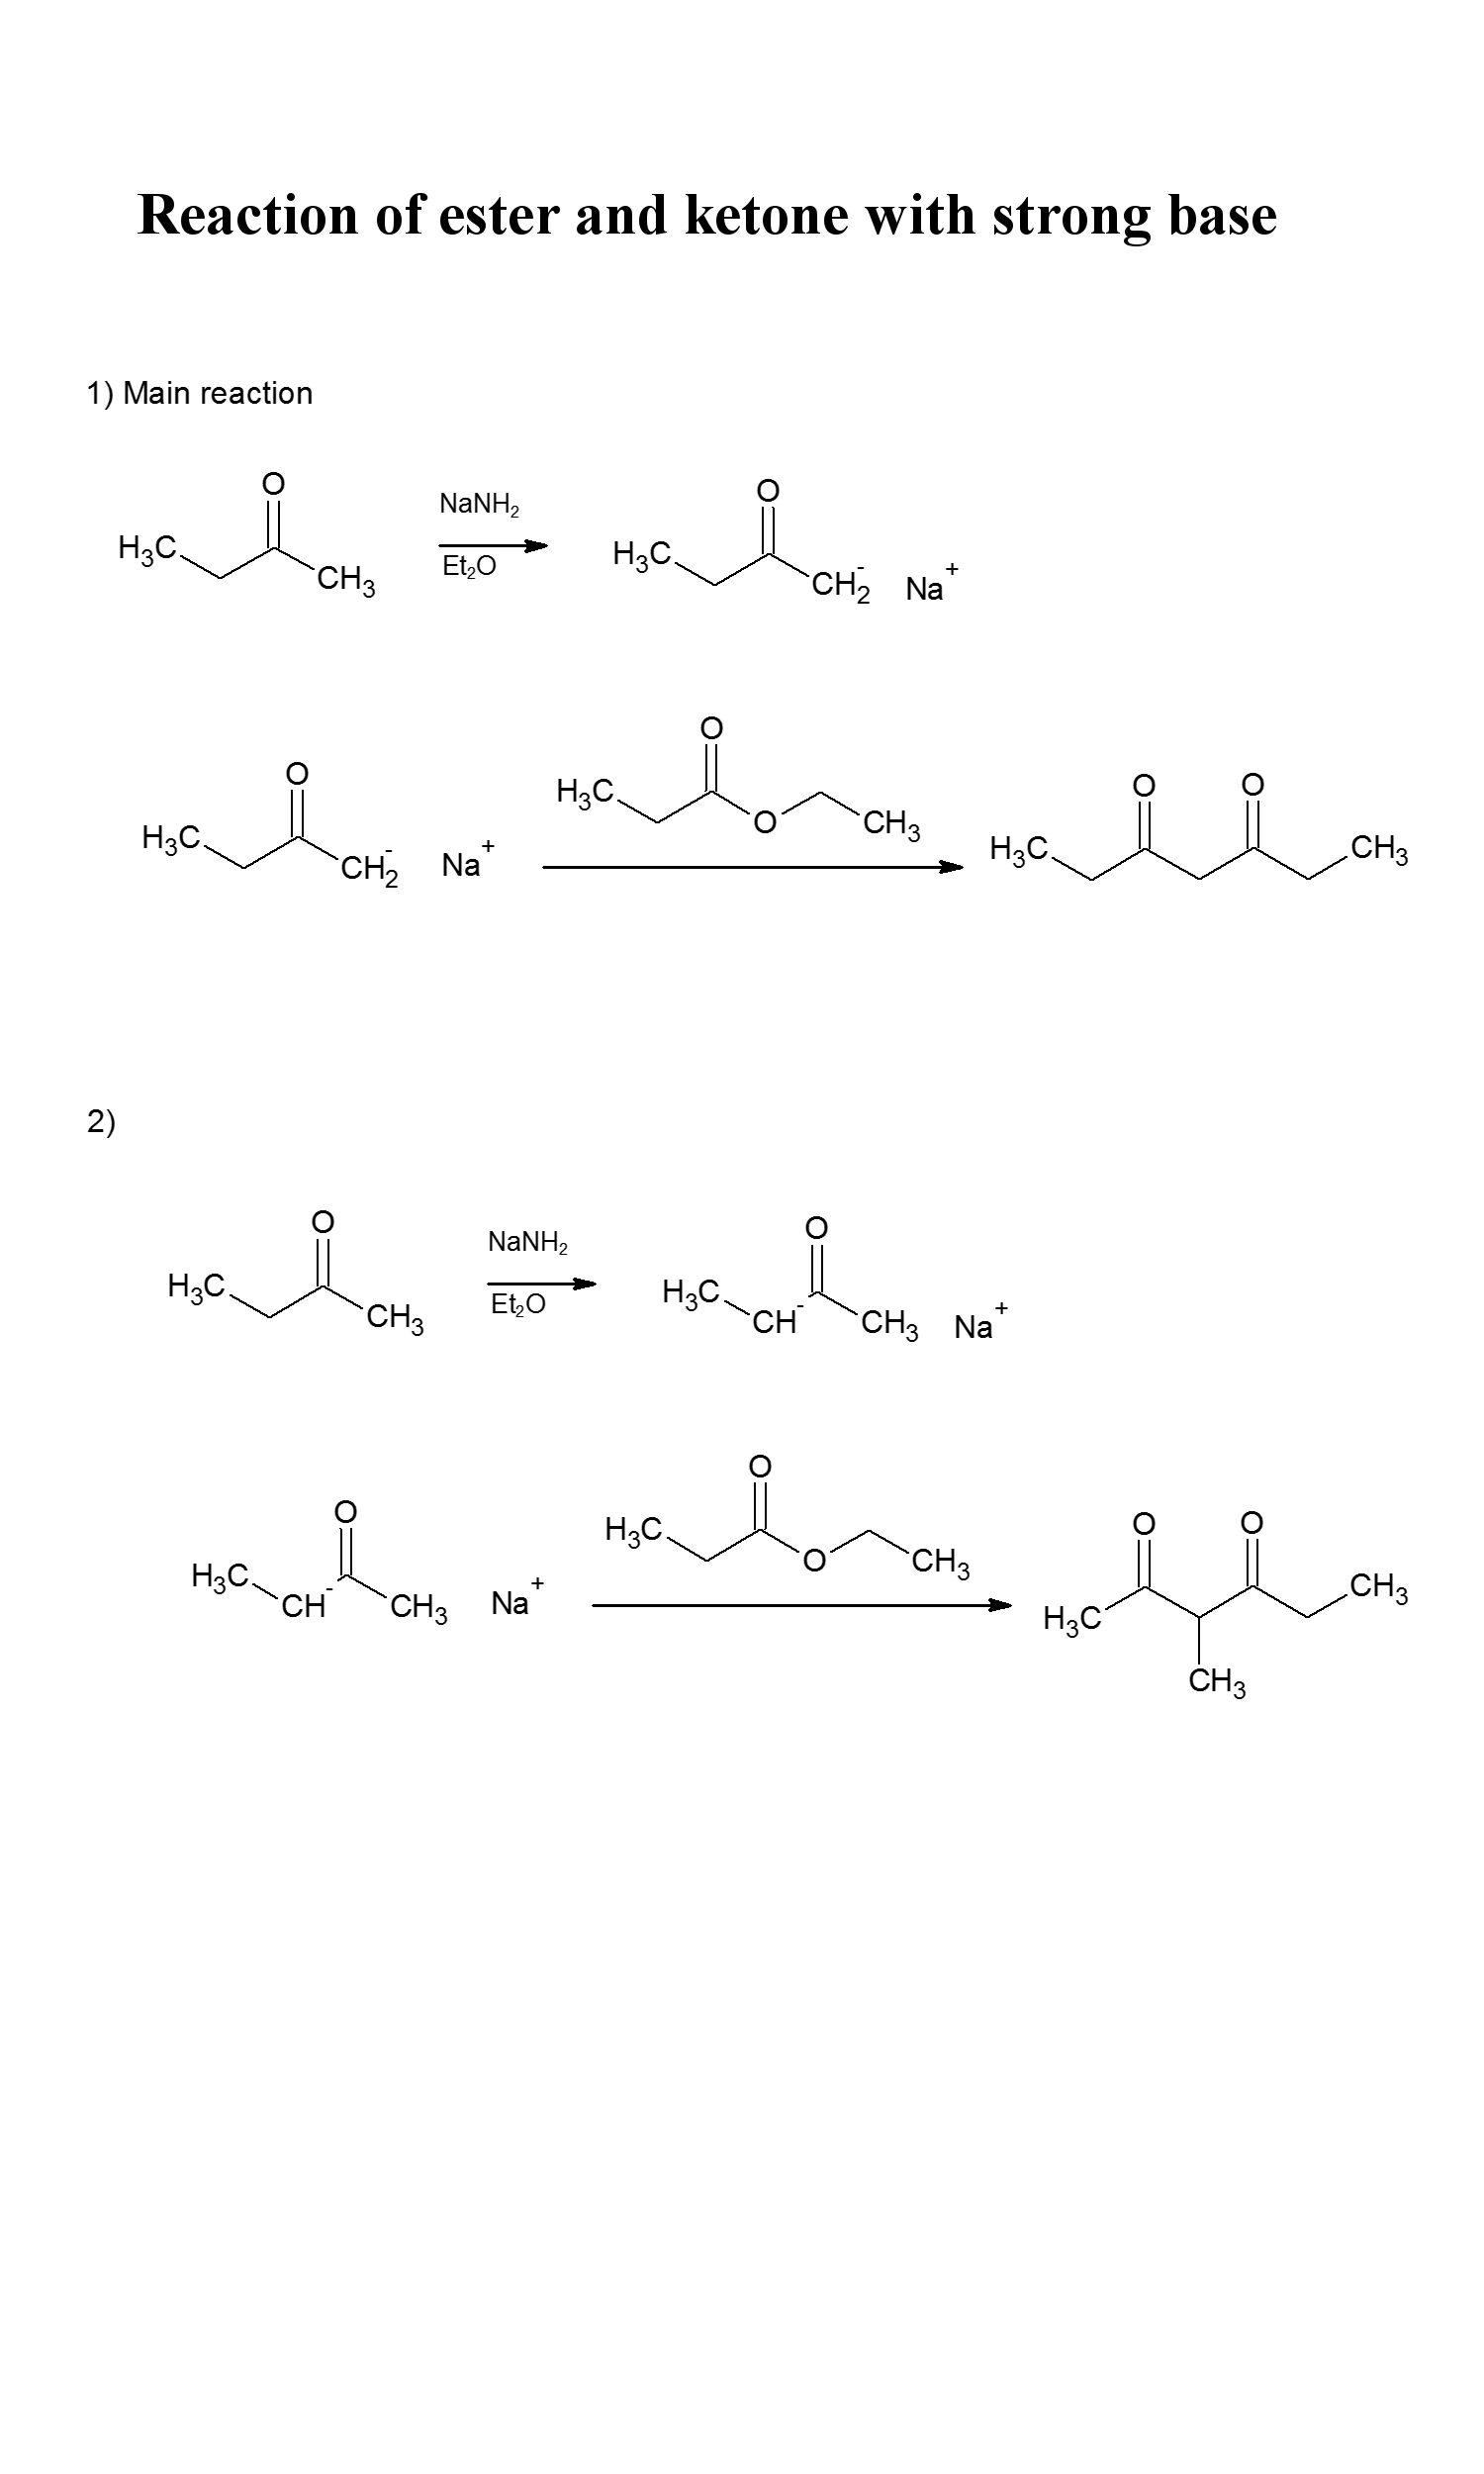 Reaction of ester and ketone with strong base
1) Main reaction
O
H3C
CH3
NaNH2
Et2O
O
H3C
CH2-
Na+
O
H3C
CH2-
Na+
O
H3C
O
CH3
O
O
H3C
CH3
2)
O
H3C
CH3
NaNH2
Et2O
O
H3C
CH-
CH3
Na+
O
H3C
CH-
CH3
Na+
O
H3C
O
CH3
O
O
H3C
CH3
CH3